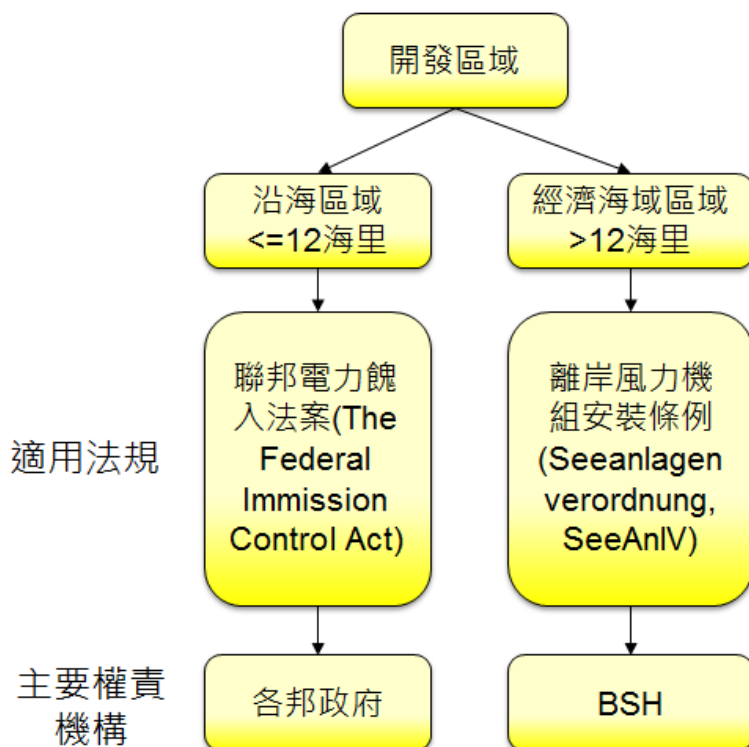 開發區域
沿海區域
<=12海里
經濟海域區域
>12海里
適用法規
聯邦電力餽
入法案(The
Federal
Immission
Control Act)
離岸風力機
組安裝條例
(Seeanlagen
verordnung,
SeeAnlV)
主要權責
機構
各邦政府
BSH